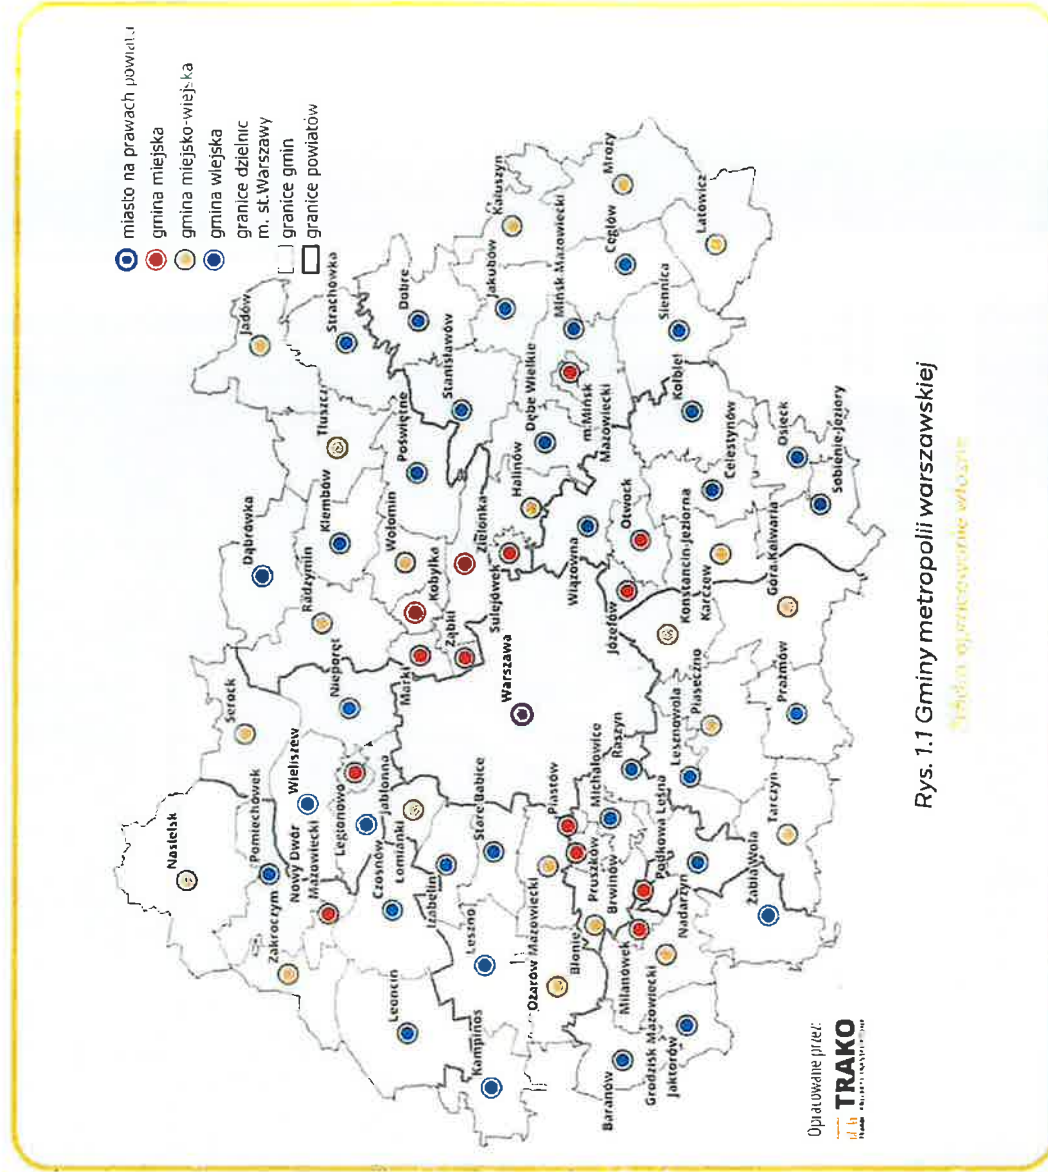 miasto na prawach powiatu
gmina miejska
gmina miejsko-wiejska
gmina wiejska
granice dzielnic
m. st.Warszawy
granice gmin
granice powiatów
Nasielsk
Zakroczym
Pomiechówek
Serock
Nowy Dwór
Mazowiecki
Wieliszew
Nieporęt
Legionowo
Jabłonna
Czosnów
Łomianki
Leoncin
Kampinos
Leszno
Izabelin
Stare Babice
Ożarów Mazowiecki
Błonie
Piastów
Pruszków
Brwinów
Michałowice
Raszyn
Podkowa Leśna
Milanówek
Grodzisk Mazowiecki
Nadarzyn
Baranów
Jaktorów
Żabia Wola
Tarczyn
Lesznowola
Piaseczno
Prażmów
Góra Kalwaria
Konstancin-Jeziorna
Karczew
Józefów
Otwock
Wiązowna
Celestynów
Kołbiel
Osieck
Sobienie-Jeziory
Warszawa
Marki
Ząbki
Kobyłka
Zielonka
Sulejówek
Wołomin
Radzymin
Dąbrówka
Klembów
Tłuszcz
Poświętne
Jadów
Strachówka
Dobre
Stanisławów
Halinów
Dębe Wielkie
m.Mińsk
Mazowiecki
Mińsk Mazowiecki
Jakubów
Kałuszyn
Mrozy
Cegłów
Siennica
Latowicz
Opracowane przez:
TRAKO
Rys. 1.1 Gminy metropolii warszawskiej
Źródło: opracowanie własne